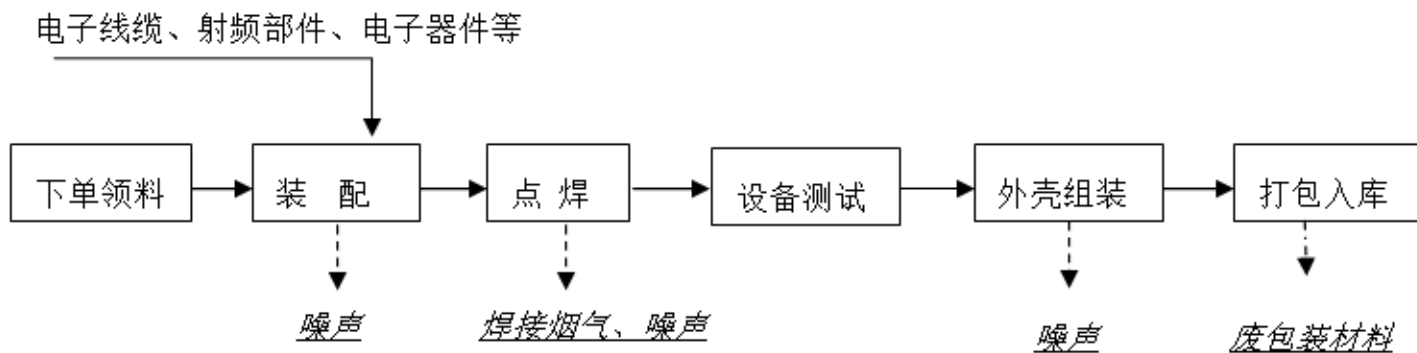 电子线缆、射频部件、电子器件等
下单领料
装 配
点 焊
设备测试
外壳组装
打包入库
噪声
焊接烟气、噪声
噪声
废包装材料